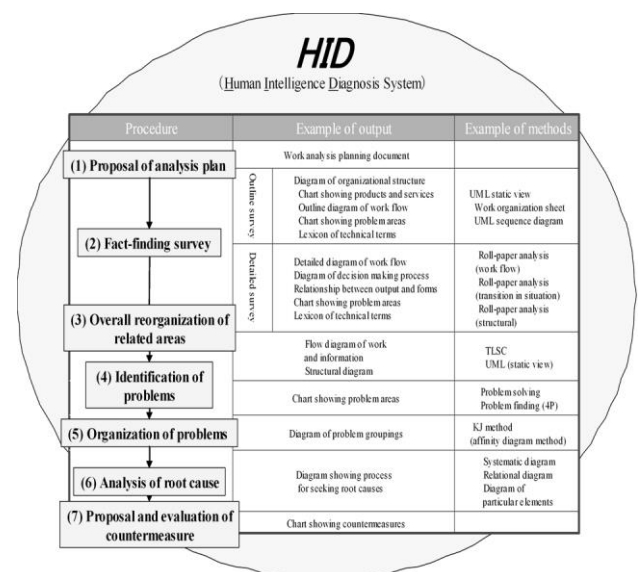 HID
(Human Intelligence Diagnosis System)
Procedure
Example of output
Example of methods
(1) Proposal of analysis plan
Work analysis planning document
(2) Fact-finding survey
Outline survey
Diagram of organizational structure
Chart showing products and services
Outline diagram of work flow
Chart showing problem areas
Lexicon of technical terms
UML static view
Work organization sheet
UML sequence diagram
Detailed survey
Detailed diagram of work flow
Diagram of decision making process
Relationship between output and forms
Chart showing problem areas
Lexicon of technical terms
Roll-paper analysis
(work flow)
Roll-paper analysis
(transition in situation)
Roll-paper analysis
(structural)
(3) Overall reorganization of
related areas
Flow diagram of work
and information
Structural diagram
TLSC
UML (static view)
(4) Identification of
problems
Chart showing problem areas
Problem solving
Problem finding (4P)
(5) Organization of problems
Diagram of problem groupings
KJ method
(affinity diagram method)
(6) Analysis of root cause
Diagram showing process
for seeking root causes
Systematic diagram
Relational diagram
Diagram of
particular elements
(7) Proposal and evaluation of
countermeasure
Chart showing countermeasures